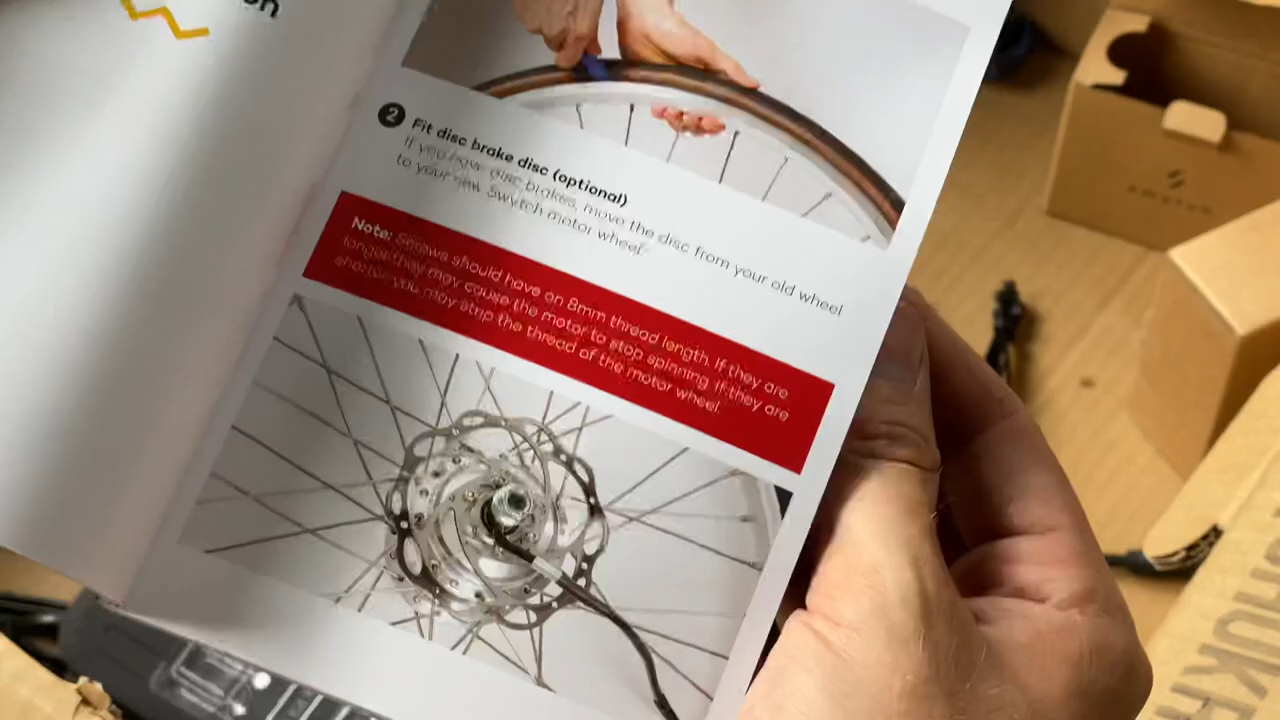 on
2 Fit disc brake disc (optional)
If you have disc brakes, move the disc from your old wheel
to your new Swytch motor wheel.
Note: Screws should have an 8mm thread length. If they are
longer they may cause the motor to stop spinning. If they are
shorter, you may strip the thread of the motor wheel.
SWYTCH